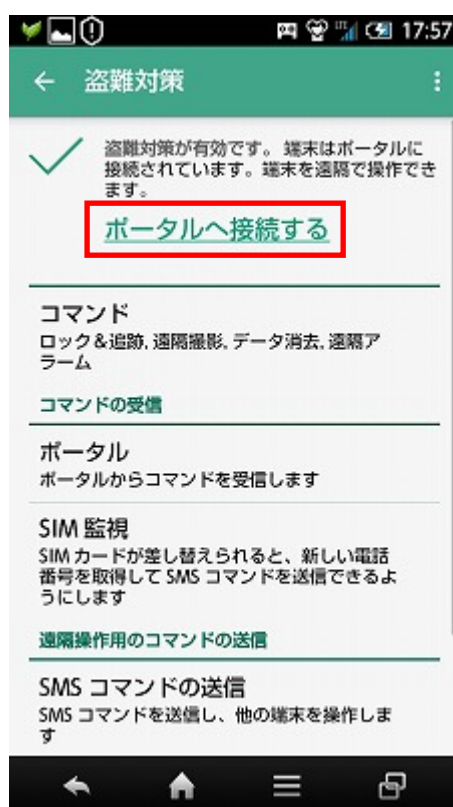 17:57
盗難対策
盗難対策が有効です。端末はポータルに
接続されています。端末を遠隔で操作でき
ます。
ポータルへ接続する
コマンド
ロック&追跡, 遠隔撮影, データ消去, 遠隔ア
ラーム
コマンドの受信
ポータル
ポータルからコマンドを受信します
SIM 監視
SIM カードが差し替えられると、新しい電話
番号を取得して SMS コマンドを送信できるよ
うにします
遠隔操作用のコマンドの送信
SMS コマンドの送信
SMS コマンドを送信し、他の端末を操作しま
す